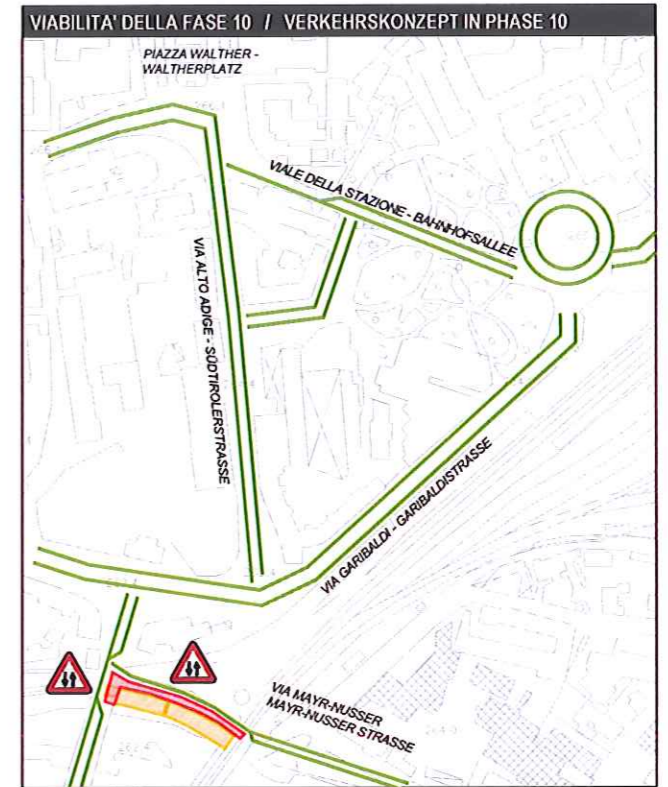 VIABILITA' DELLA FASE 10 / VERKEHRSKONZEPT IN PHASE 10
PIAZZA WALTHER -
WALTHERPLATZ
VIALE DELLA STAZIONE - BAHNHOFSALLEE
VIA ALTO ADIGE - SÜDTIROLERSTRASSE
VIA GARIBALDI - GARIBALDISTRASSE
VIA MAYR-NUSSER
MAYR-NUSSER STRASSE